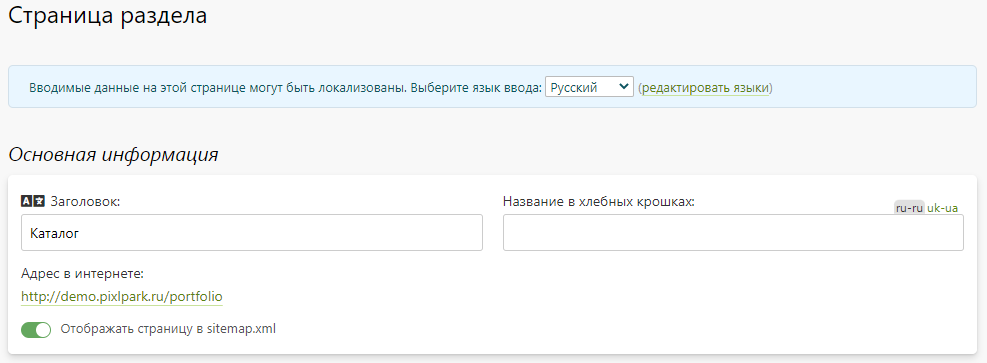 Страница раздела
Вводимые данные на этой странице могут быть локализованы. Выберите язык ввода: Русский (редактировать языки)
Основная информация
Заголовок:
Название в хлебных крошках:
ru-ru uk-ua
Каталог
Адрес в интернете:
http://demo.pixlpark.ru/portfolio
Отображать страницу в sitemap.xml